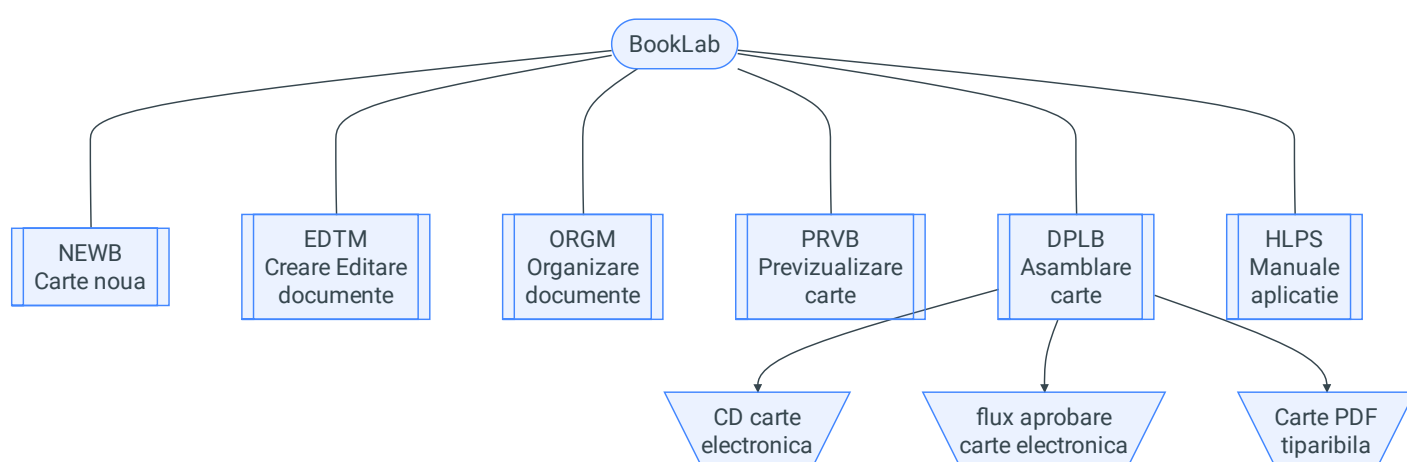 BookLab
NEWB
Carte noua
EDTM
Creare Editare
documente
ORGM
Organizare
documente
PRVB
Previzualizare
carte
DPLB
Asamblare
carte
HLPS
Manuale
aplicatie
CD carte
electronica
flux aprobare
carte electronica
Carte PDF
tiparibila